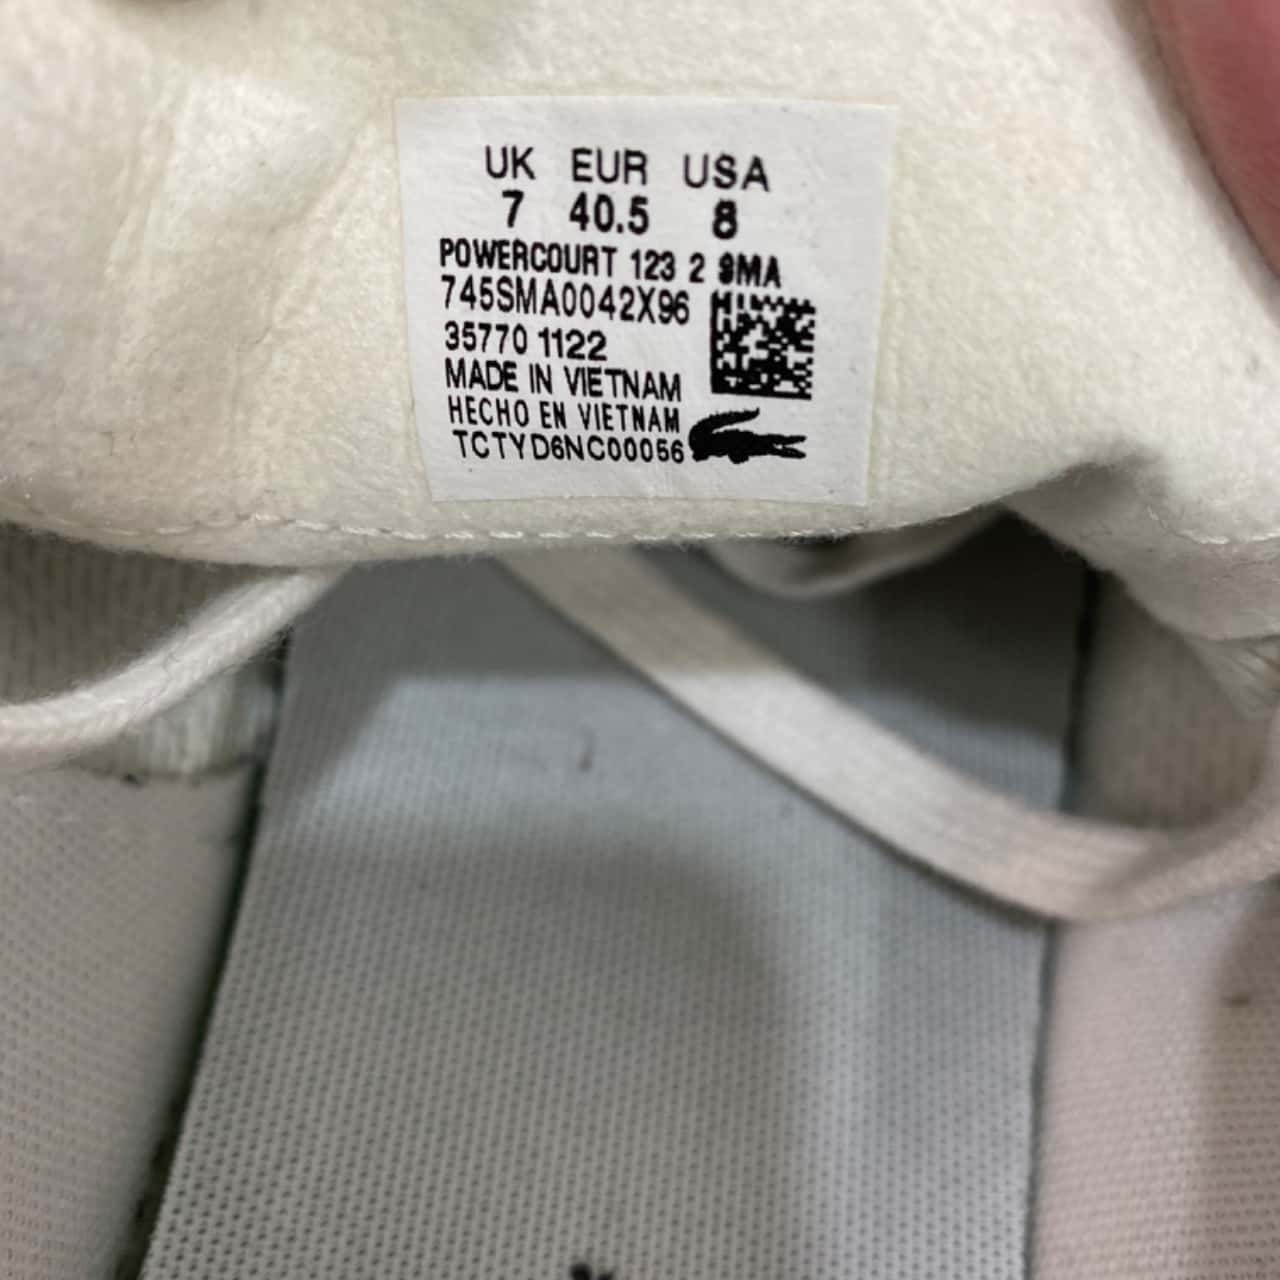 UK EUR USA
7 40.5 8
POWERCOURT 123 2 SMA
745SMA0042X96
35770 1122
MADE IN VIETNAM
HECHO EN VIETNAM
TCTYD6NC00056